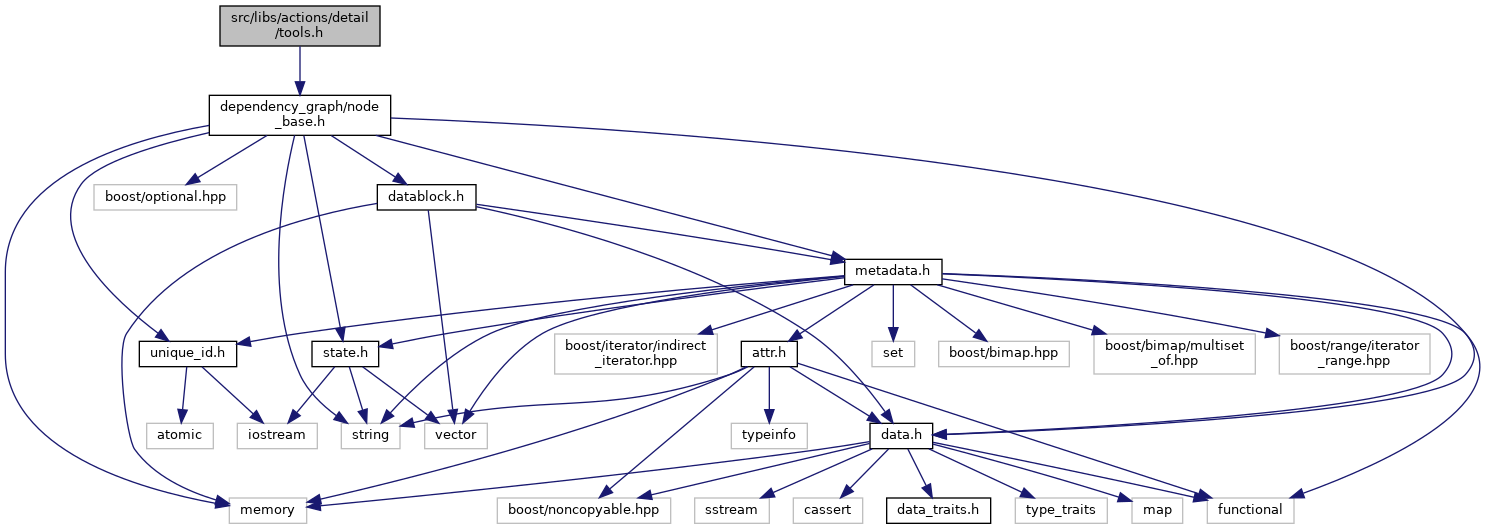 src/libs/actions/detail
/tools.h
dependency_graph/node
_base.h
boost/optional.hpp
datablock.h
metadata.h
unique_id.h
state.h
boost/iterator/indirect
_iterator.hpp
attr.h
set
boost/bimap.hpp
boost/bimap/multiset
_of.hpp
boost/range/iterator
_range.hpp
atomic
iostream
string
vector
typeinfo
data.h
memory
boost/noncopyable.hpp
sstream
cassert
data_traits.h
type_traits
map
functional